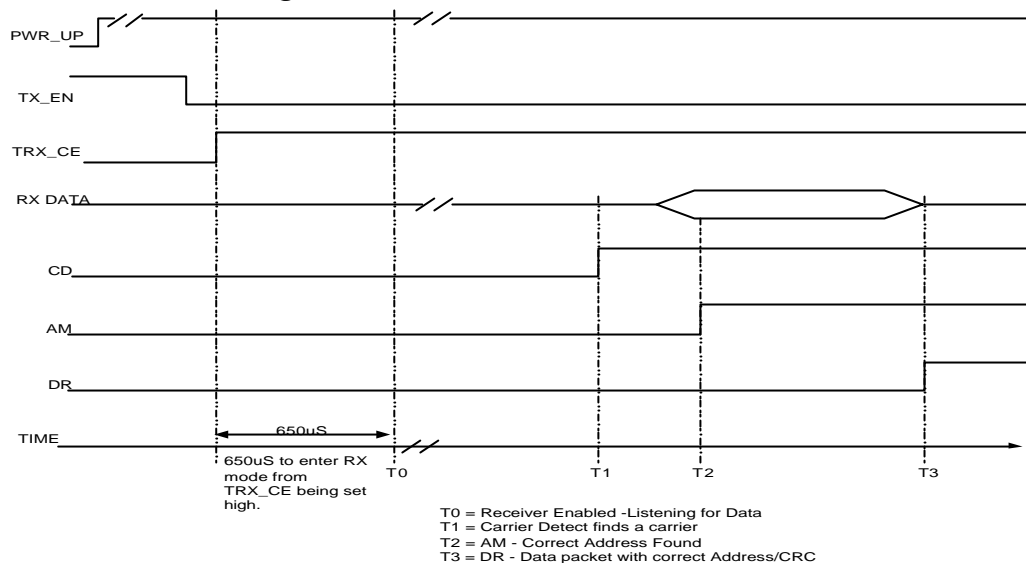 PWR_UP
TX_EN
TRX_CE
RX DATA
CD
AM
DR
650uS
TIME
650uS to enter RX
mode from
TRX_CE being set
high.
T0
T1
T2
T3
T0 = Receiver Enabled -Listening for Data
T1 = Carrier Detect finds a carrier
T2 = AM - Correct Address Found
T3 = DR - Data packet with correct Address/CRC